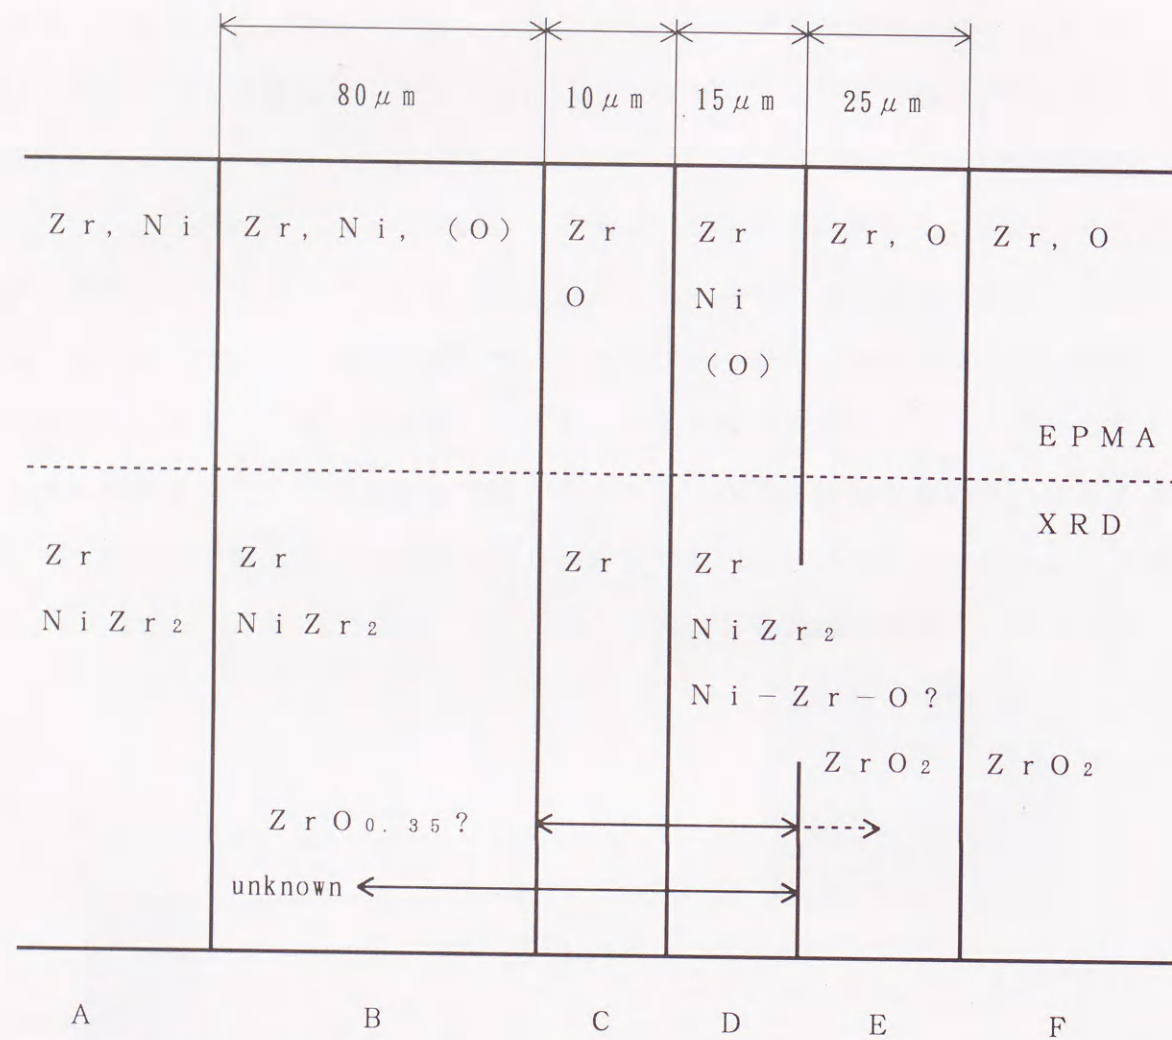 80μm 10μm 15μm 25μm
Zr, Ni Zr, Ni, (O) Zr Zr Zr, O Zr, O
O Ni
(O)
EPMA
XRD
Zr Zr Zr Zr
NiZr₂ NiZr₂ NiZr₂
Ni-Zr-O?
ZrO₂ ZrO₂
ZrO₀.₃₅?
unknown
A B C D E F